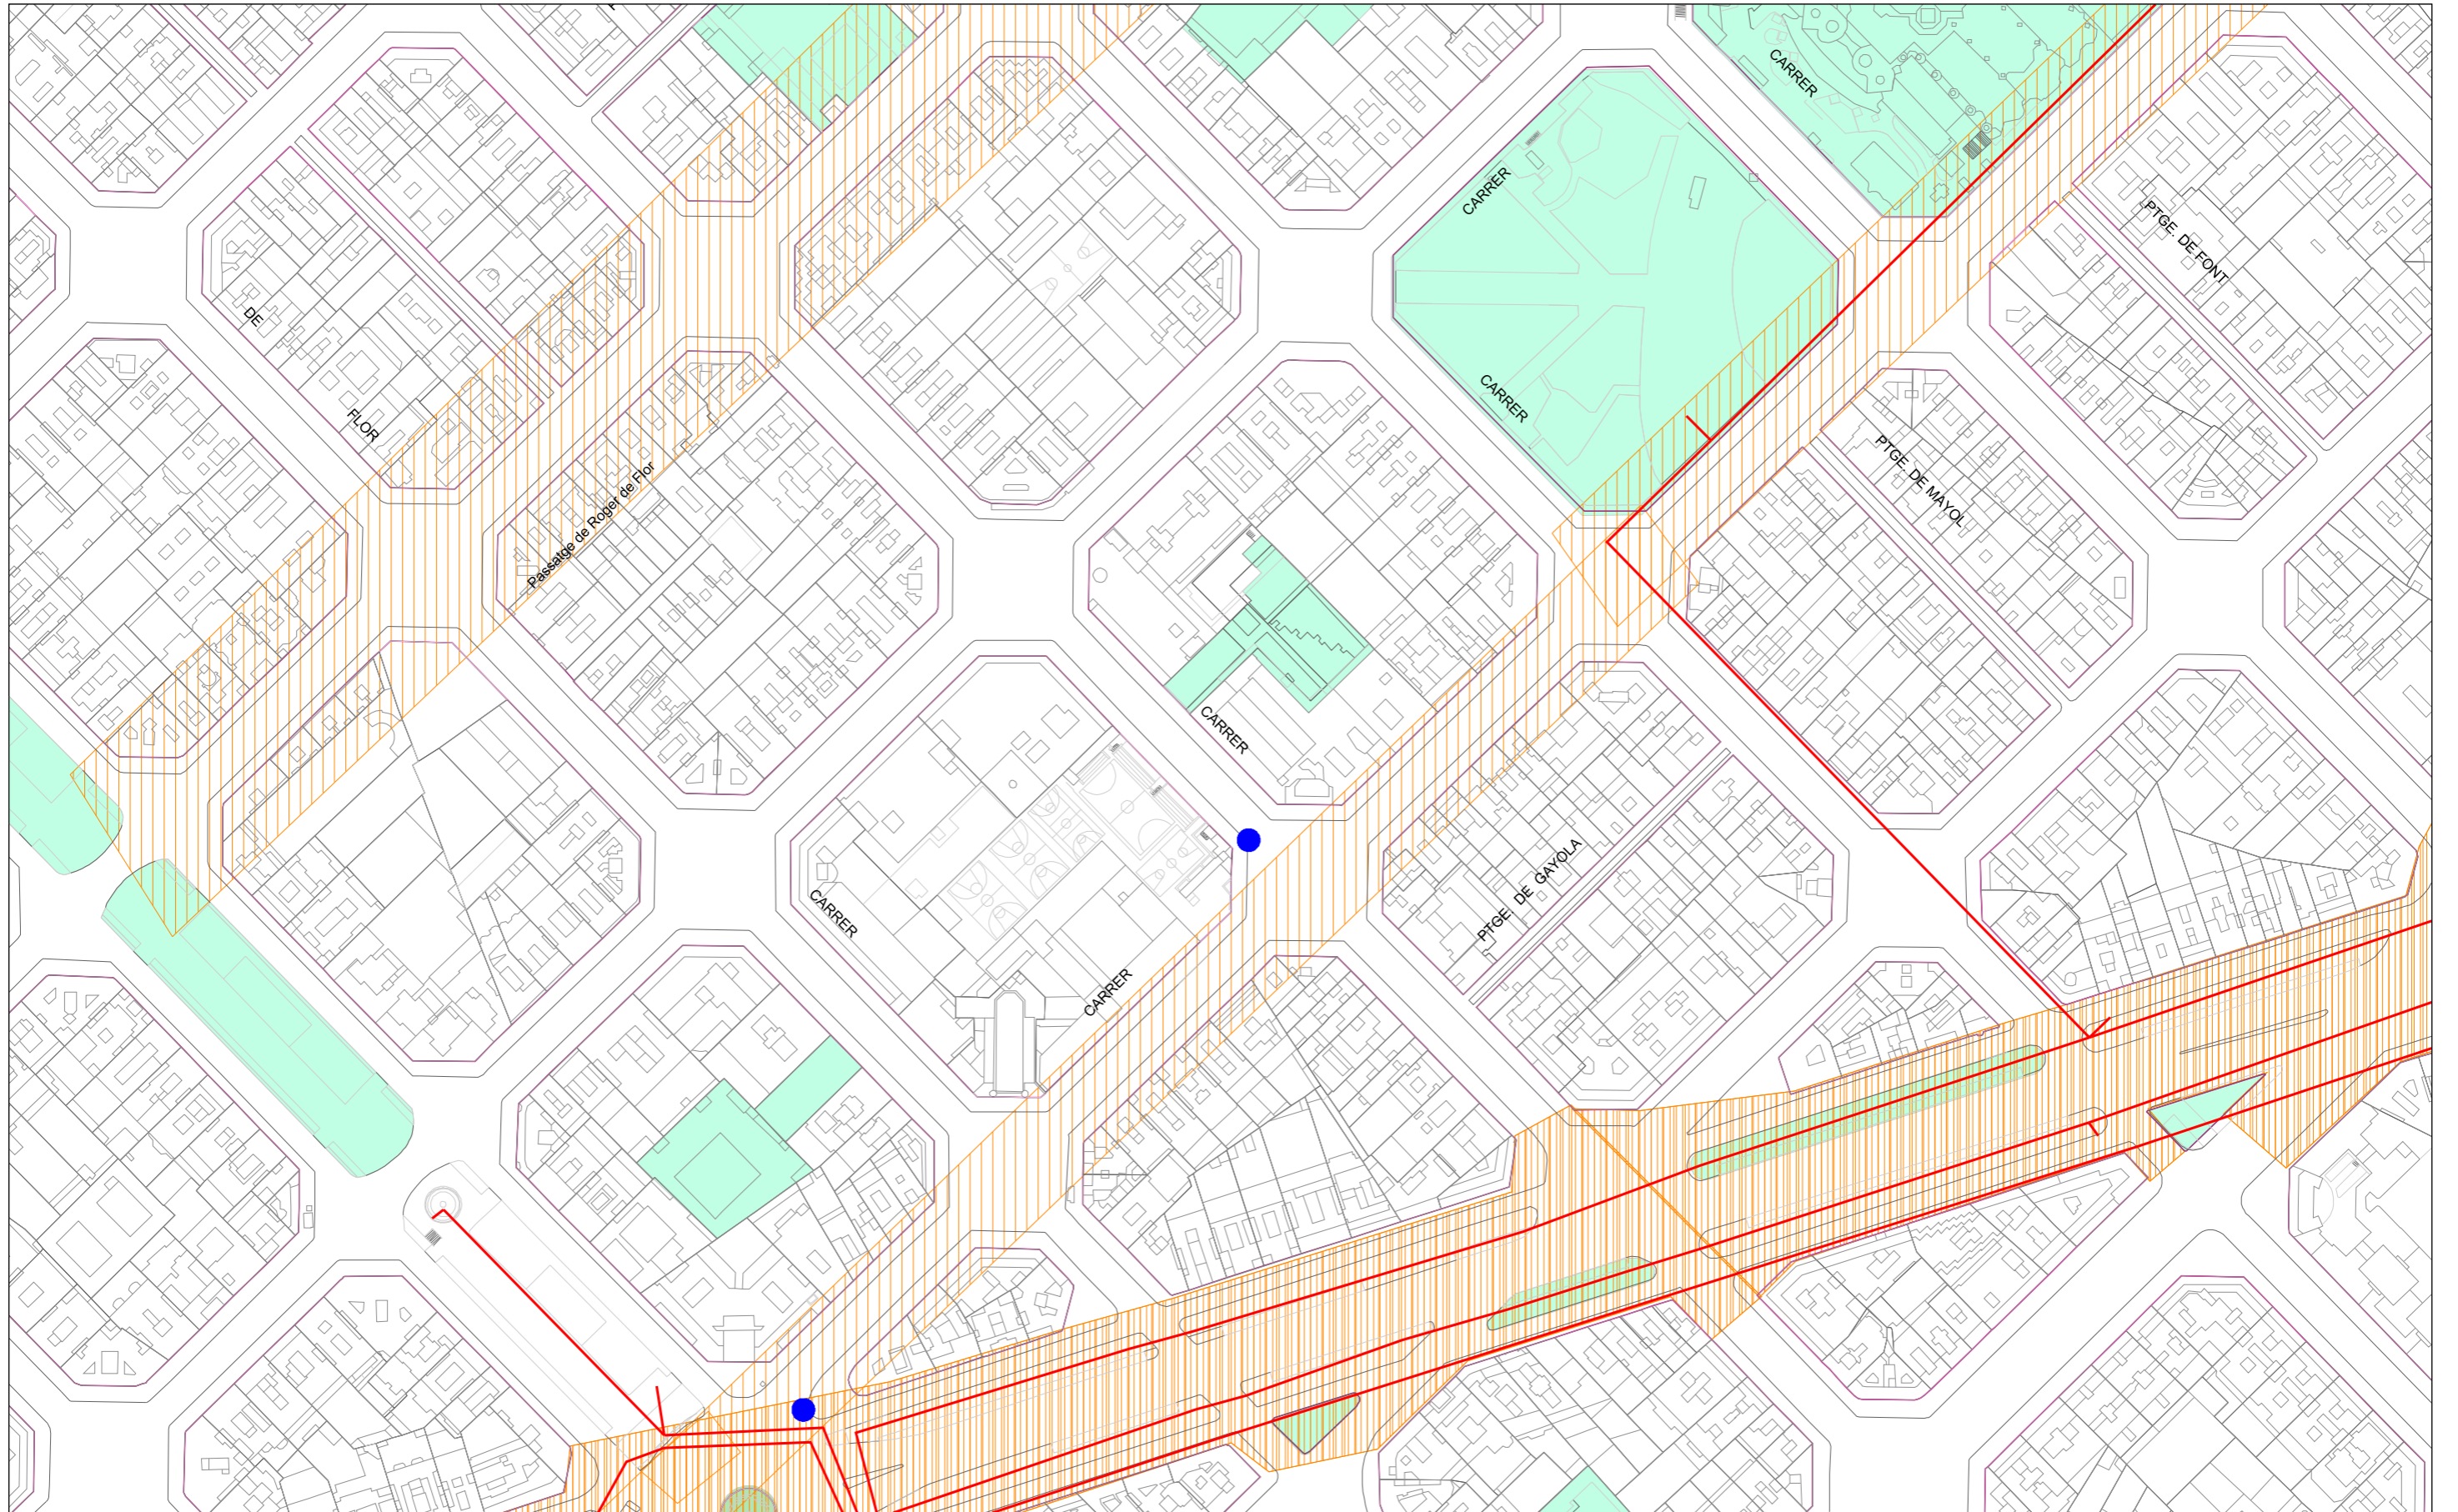 CARRER
CARRER
PTGE. DE FONT
DE
CARRER
FLOR
PTGE. DE MAYOL
Passatge de Roger de Flor
CARRER
PTGE. DE GAYOLA
CARRER
CARRER